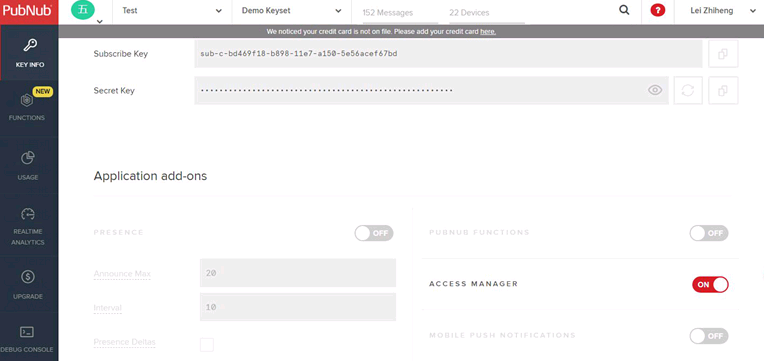 PubNub
五
Test
Demo Keyset
152 Messages
22 Devices
?
Lei Zhiheng
We noticed your credit card is not on file. Please add your credit card here.
KEY INFO
NEW
FUNCTIONS
USAGE
REALTIME
ANALYTICS
UPGRADE
DEBUG CONSOLE
Subscribe Key
sub-c-bd469f18-b898-11e7-a150-5e56acef67bd
Secret Key
Application add-ons
PRESENCE
OFF
Announce Max
20
Interval
10
Presence Deltas
PUBNUB FUNCTIONS
OFF
ACCESS MANAGER
ON
MOBILE PUSH NOTIFICATIONS
OFF